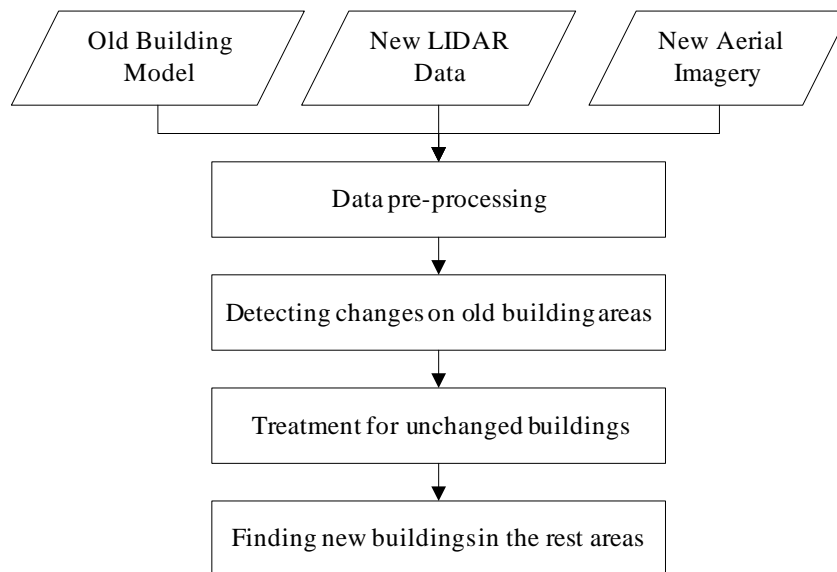 Old Building
Model
New LIDAR
Data
New Aerial
Imagery
Data pre-processing
Detecting changes on old building areas
Treatment for unchanged buildings
Finding new buildings in the rest areas